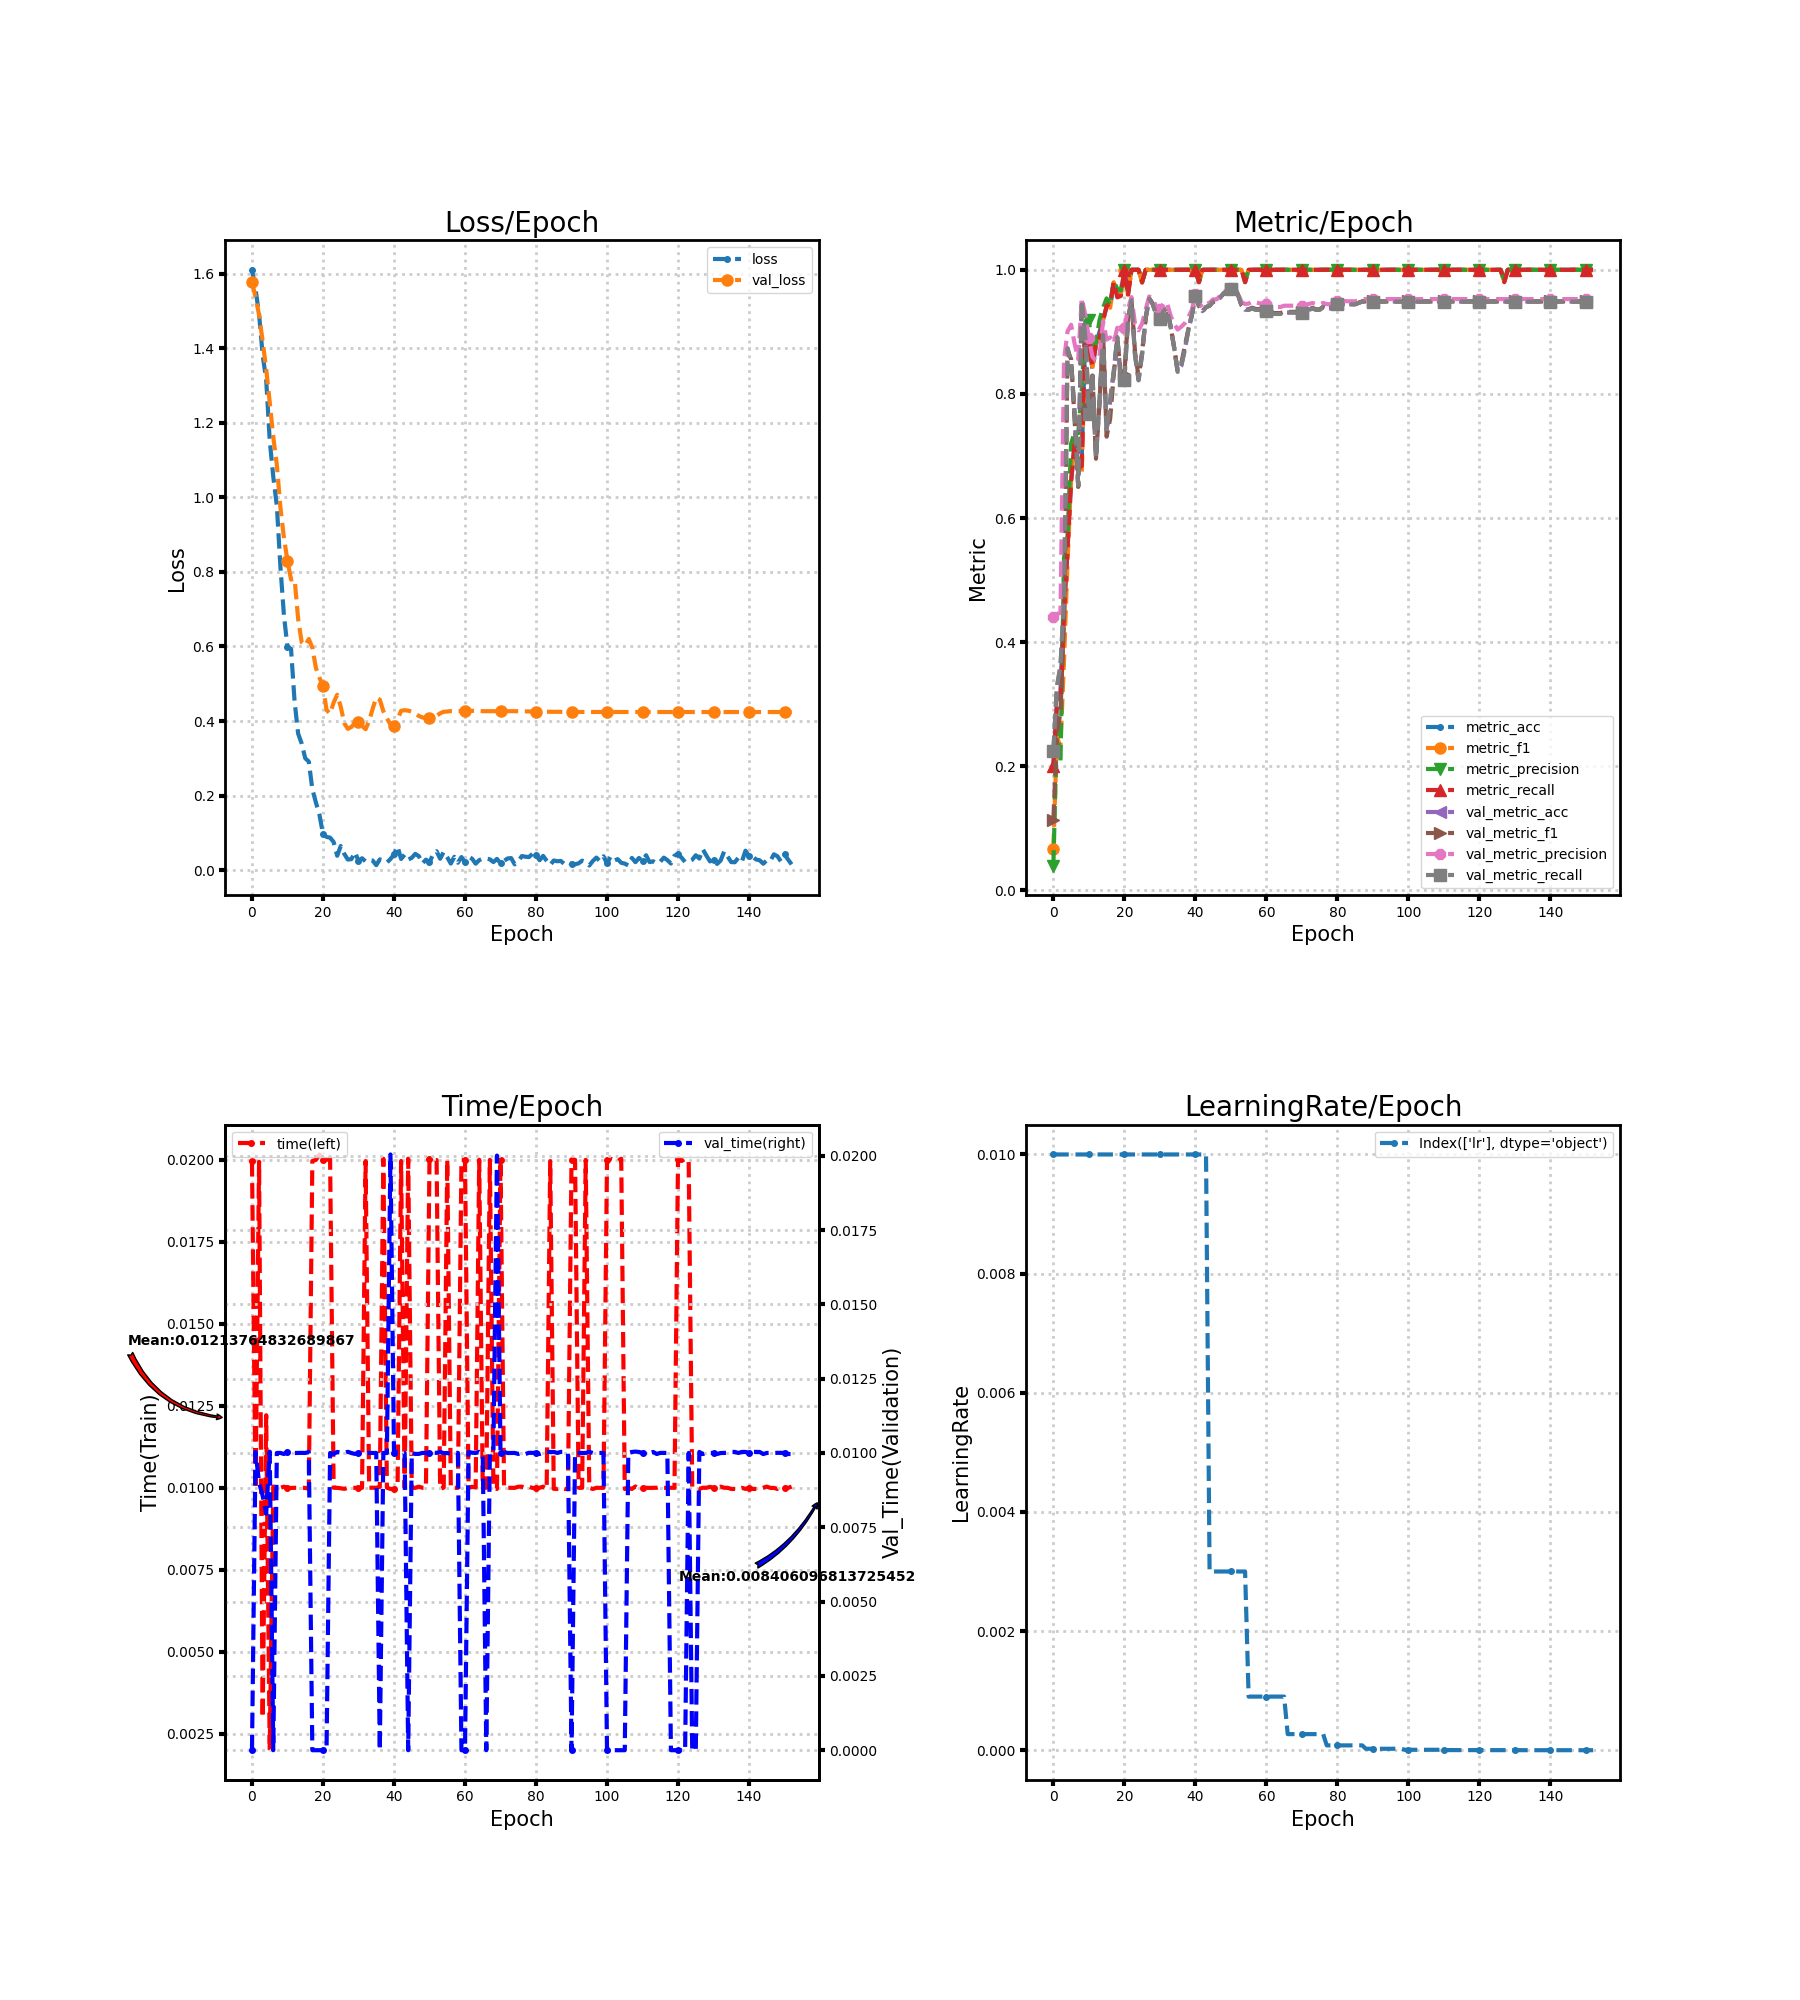 Loss/Epoch
loss
val_loss
1.6
1.4
1.2
1.0
0.8
0.6
0.4
0.2
0.0
Loss
0 20 40 60 80 100 120 140
Epoch
Metric/Epoch
1.0
0.8
0.6
0.4
0.2
0.0
Metric
metric_acc
metric_f1
metric_precision
metric_recall
val_metric_acc
val_metric_f1
val_metric_precision
val_metric_recall
0 20 40 60 80 100 120 140
Epoch
Time/Epoch
time(left)
val_time(right)
0.0200
0.0175
0.0150
0.0125
0.0100
0.0075
0.0050
0.0025
Time(Train)
Mean:0.01213764832689867
0.0200
0.0175
0.0150
0.0125
0.0100
0.0075
0.0050
0.0025
0.0000
Val_Time(Validation)
Mean:0.008406096813725452
0 20 40 60 80 100 120 140
Epoch
LearningRate/Epoch
Index(['lr'], dtype='object')
0.010
0.008
0.006
0.004
0.002
0.000
LearningRate
0 20 40 60 80 100 120 140
Epoch